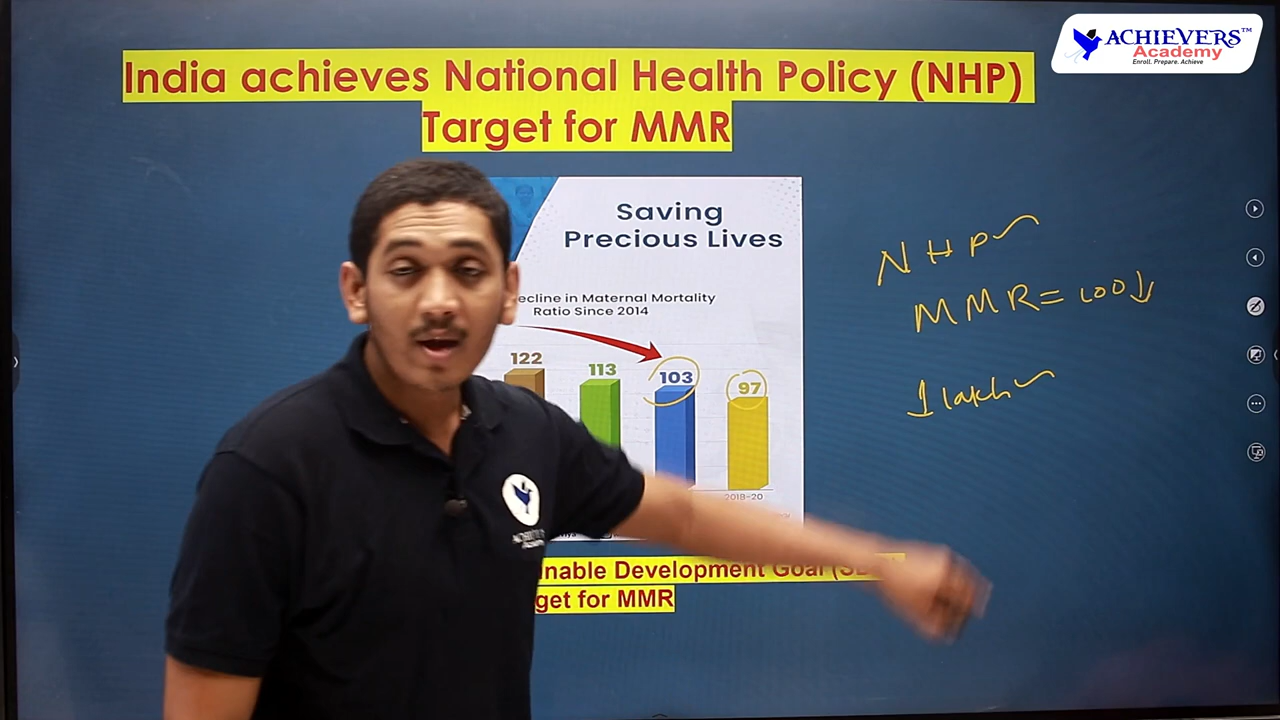 ACHIEVERS™
Academy
Enroll. Prepare. Achieve
India achieves National Health Policy (NHP)
Target for MMR
Saving
Precious Lives
ecline in Maternal Mortality
Ratio Since 2014
122
113
103
97
2018-20
NHP
MMR = 100↓
1 lakh
inable Development Goal
get for MMR